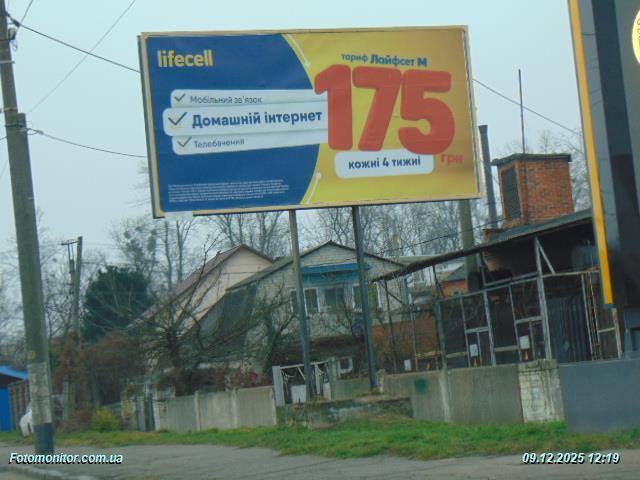 lifecell
тариф Лайфсет М
Мобільний зв'язок
Домашній інтернет
Телебачення
175 грн
кожні 4 тижні
Fotomonitor.com.ua
09.12.2025 12:19